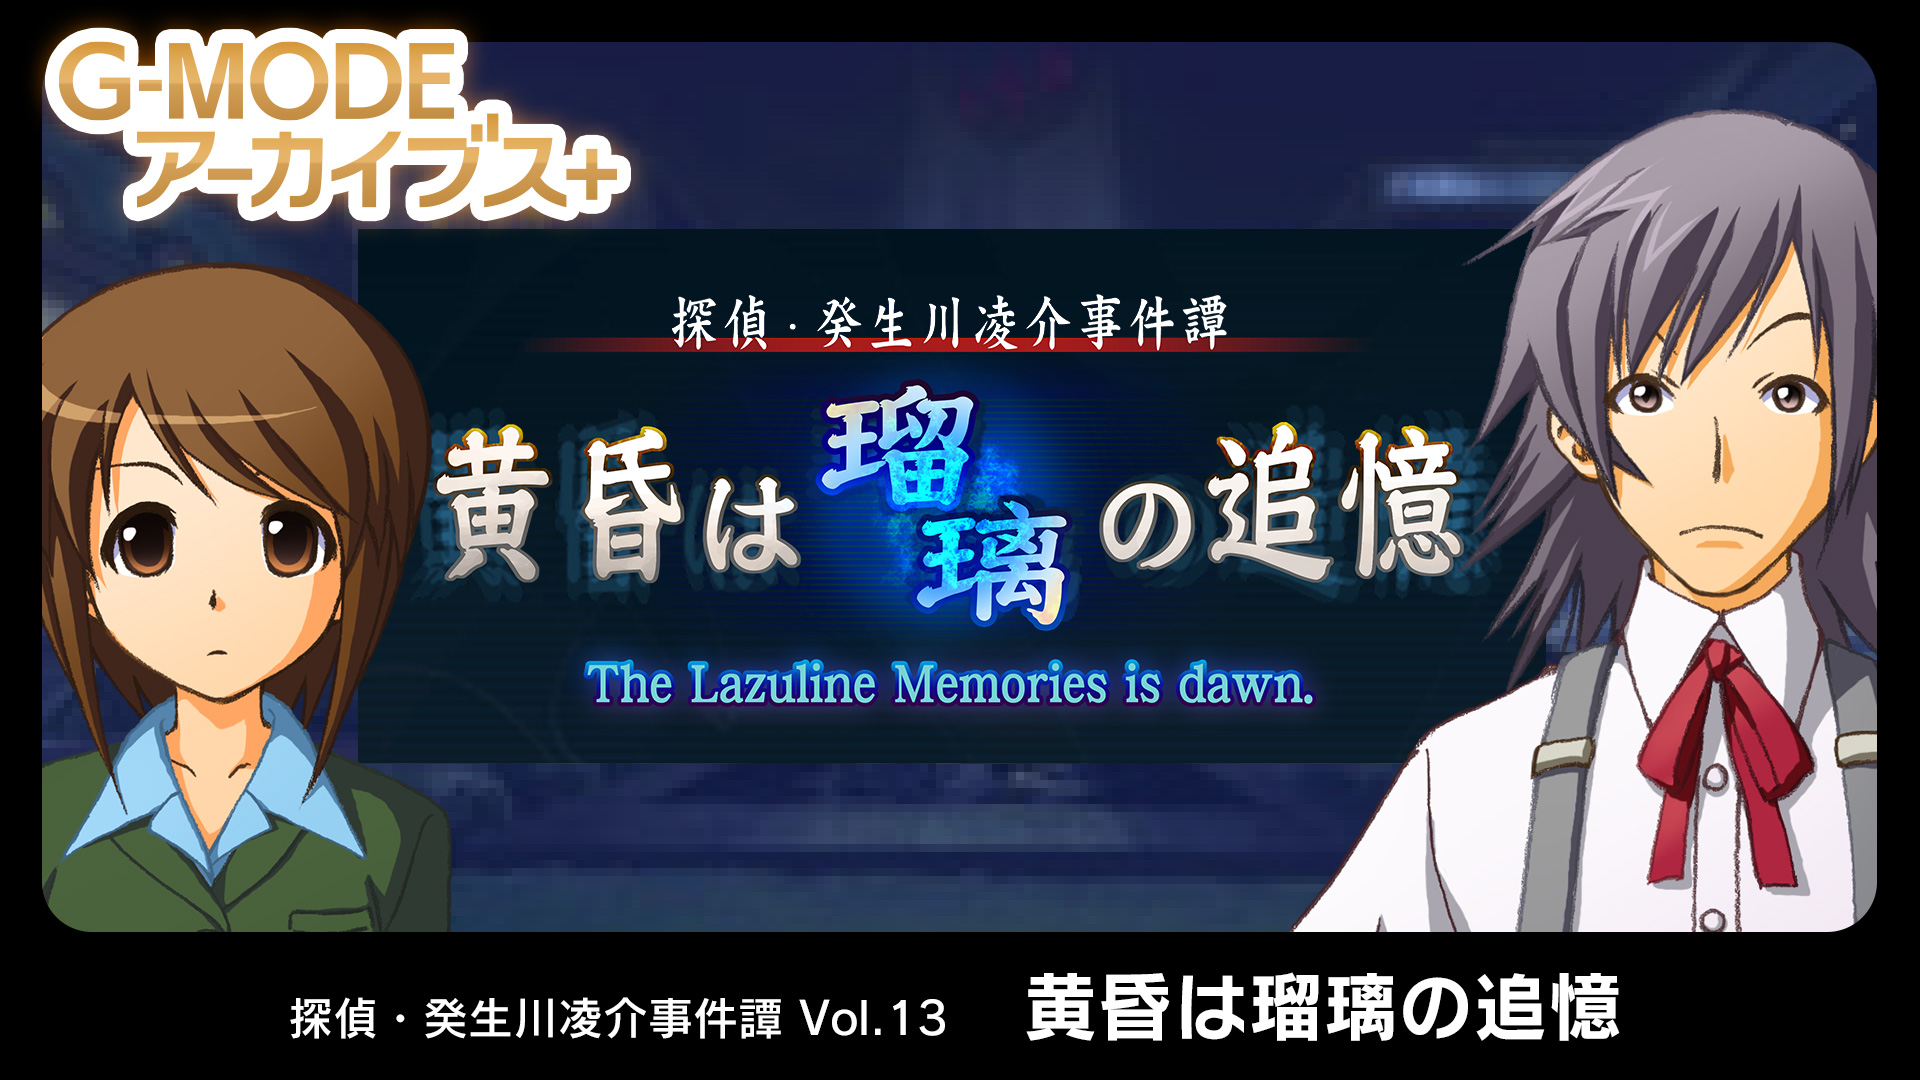 G-MODE
アーカイブス+
探偵・癸生川凌介事件譚
黄昏は瑠璃の追憶
The Lazuline Memories is dawn.
探偵・癸生川凌介事件譚 Vol.13 黄昏は瑠璃の追憶